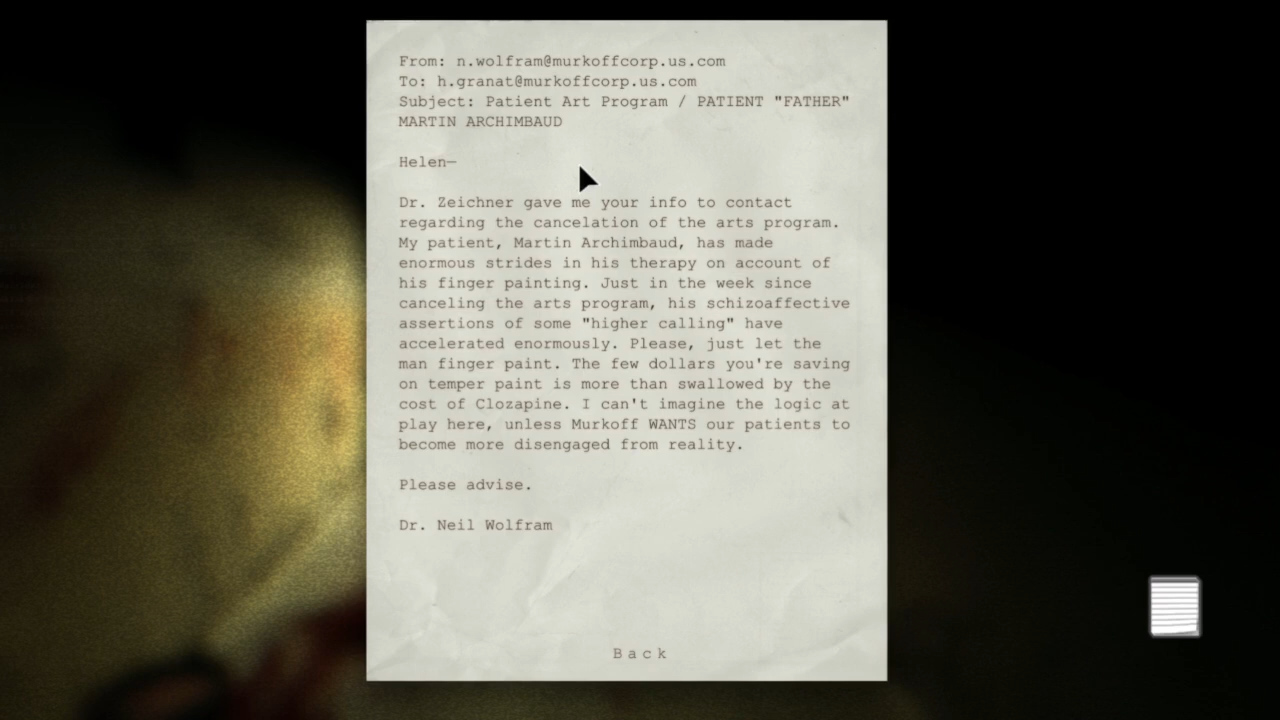 From: n.wolfram@murkoffcorp.us.com
To: h.granat@murkoffcorp.us.com
Subject: Patient Art Program / PATIENT "FATHER"
MARTIN ARCHIMBAUD
Helen—
Dr. Zeichner gave me your info to contact
regarding the cancelation of the arts program.
My patient, Martin Archimbaud, has made
enormous strides in his therapy on account of
his finger painting. Just in the week since
canceling the arts program, his schizoaffective
assertions of some "higher calling" have
accelerated enormously. Please, just let the
man finger paint. The few dollars you're saving
on temper paint is more than swallowed by the
cost of Clozapine. I can't imagine the logic at
play here, unless Murkoff WANTS our patients to
become more disengaged from reality.
Please advise.
Dr. Neil Wolfram
Back